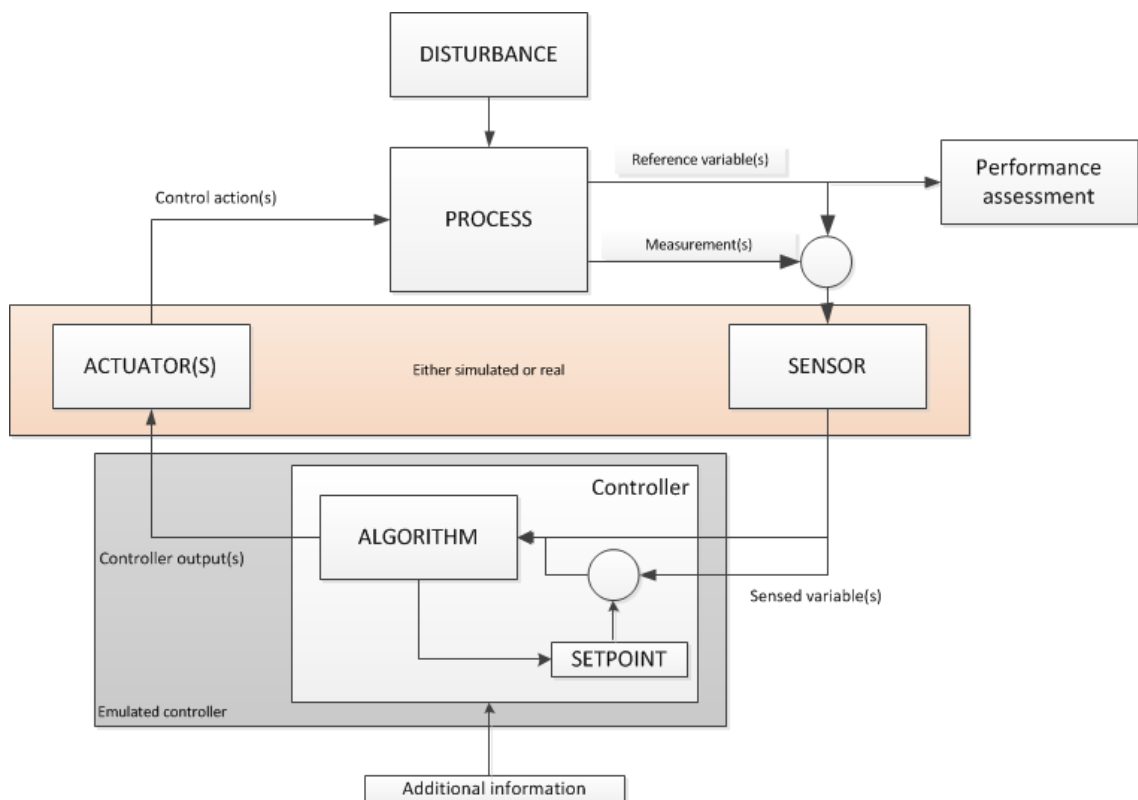 DISTURBANCE
Reference variable(s)
Performance
assessment
Control action(s)
PROCESS
Measurement(s)
ACTUATOR(S)
Either simulated or real
SENSOR
Controller
ALGORITHM
Controller output(s)
Sensed variable(s)
SETPOINT
Emulated controller
Additional information